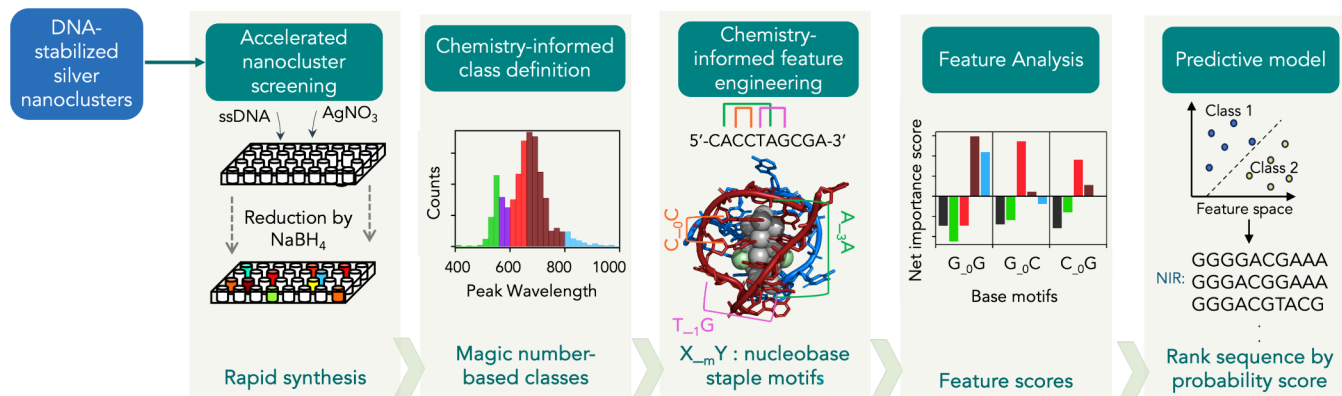 DNA-
stabilized
silver
nanoclusters
Accelerated
nanocluster
screening
ssDNA
AgNO3
Reduction by
NaBH4
Rapid synthesis
Chemistry-informed
class definition
Counts
400
600
800
1000
Peak Wavelength
Magic number-
based classes
Chemistry-
informed feature
engineering
5'-CACCTAGCGA-3'
C_0C
A_3A
T_1G
X_mY : nucleobase
staple motifs
Feature Analysis
Net importance score
G_0G
G_0C
C_0G
Base motifs
Feature scores
Predictive model
Class 1
Class 2
Feature space
GGGGACGAAA
NIR: GGGACGGAAA
GGGACGTACG
.
Rank sequence by
probability score